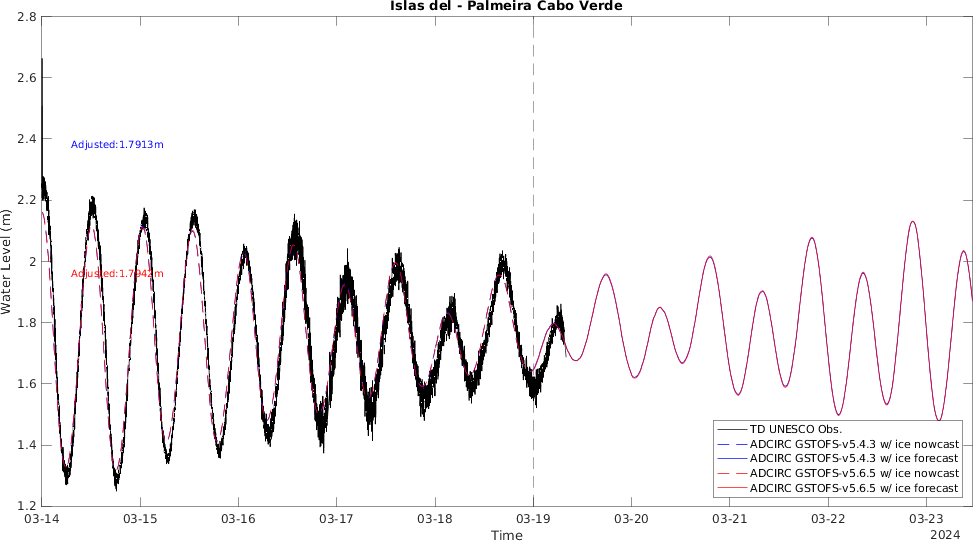 Islas del - Palmeira Cabo Verde
2.8
2.6
2.4
2.2
2
1.8
1.6
1.4
1.2
Water Level (m)
Adjusted:1.7913m
Adjusted:1.7942m
TD UNESCO Obs.
ADCIRC GSTOFS-v5.4.3 w/ ice nowcast
ADCIRC GSTOFS-v5.4.3 w/ ice forecast
ADCIRC GSTOFS-v5.6.5 w/ ice nowcast
ADCIRC GSTOFS-v5.6.5 w/ ice forecast
03-14 03-15 03-16 03-17 03-18 03-19 03-20 03-21 03-22 03-23
Time
2024